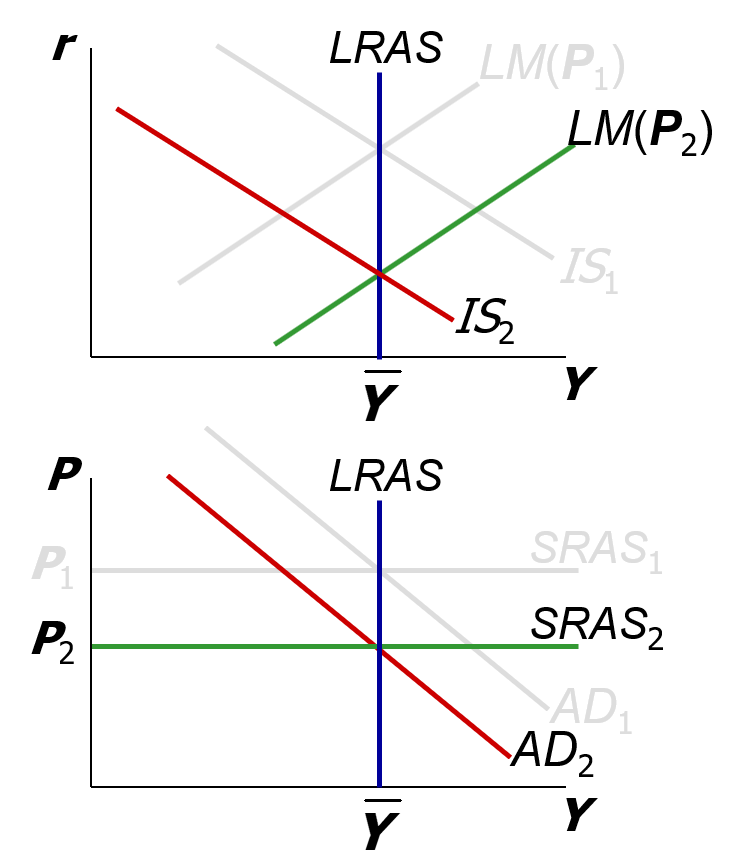 r
LRAS
LM(P₁)
LM(P₂)
IS₁
IS₂
Y̅
Y
P
LRAS
P₁
SRAS₁
P₂
SRAS₂
AD₁
AD₂
Y̅
Y